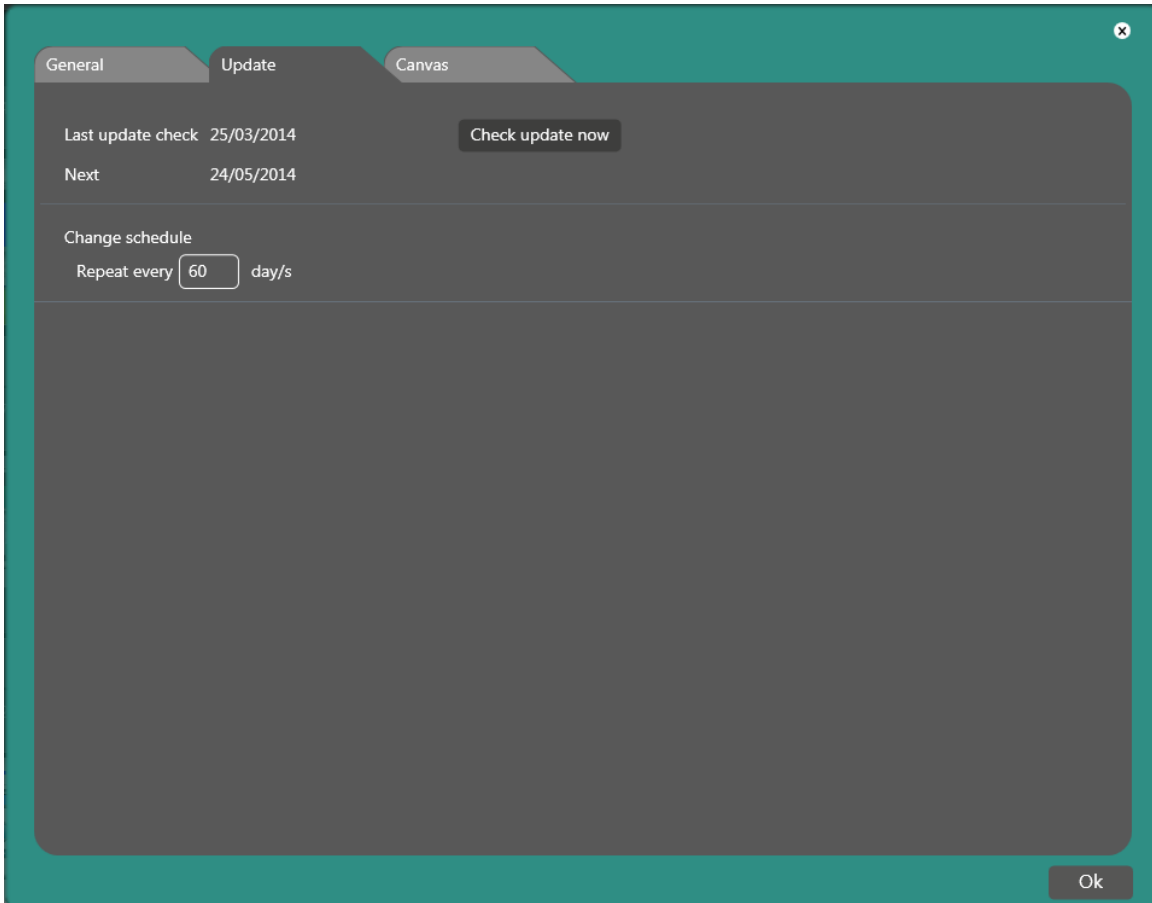 General Update Canvas
Last update check 25/03/2014 Check update now
Next 24/05/2014
Change schedule
Repeat every 60 day/s
Ok